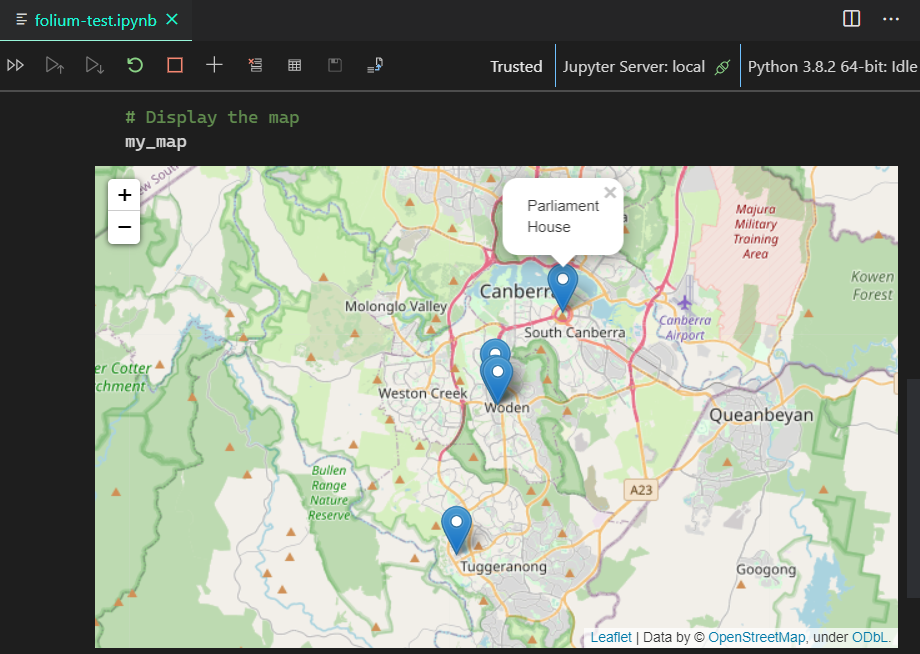 folium-test.ipynb
Trusted
Jupyter Server: local
Python 3.8.2 64-bit: Idle
# Display the map
my_map
+
−
New Sou
Parliament
House
Majura
Military
Training
Area
Kowen
Forest
Canberra
Molonglo Valley
South Canberra
Canberra
Airport
er Cotter
chment
Weston Creek
Woden
Queanbeyan
Bullen
Range
Nature
Reserve
A23
Tuggeranong
Googong
Leaflet | Data by © OpenStreetMap, under ODbL.